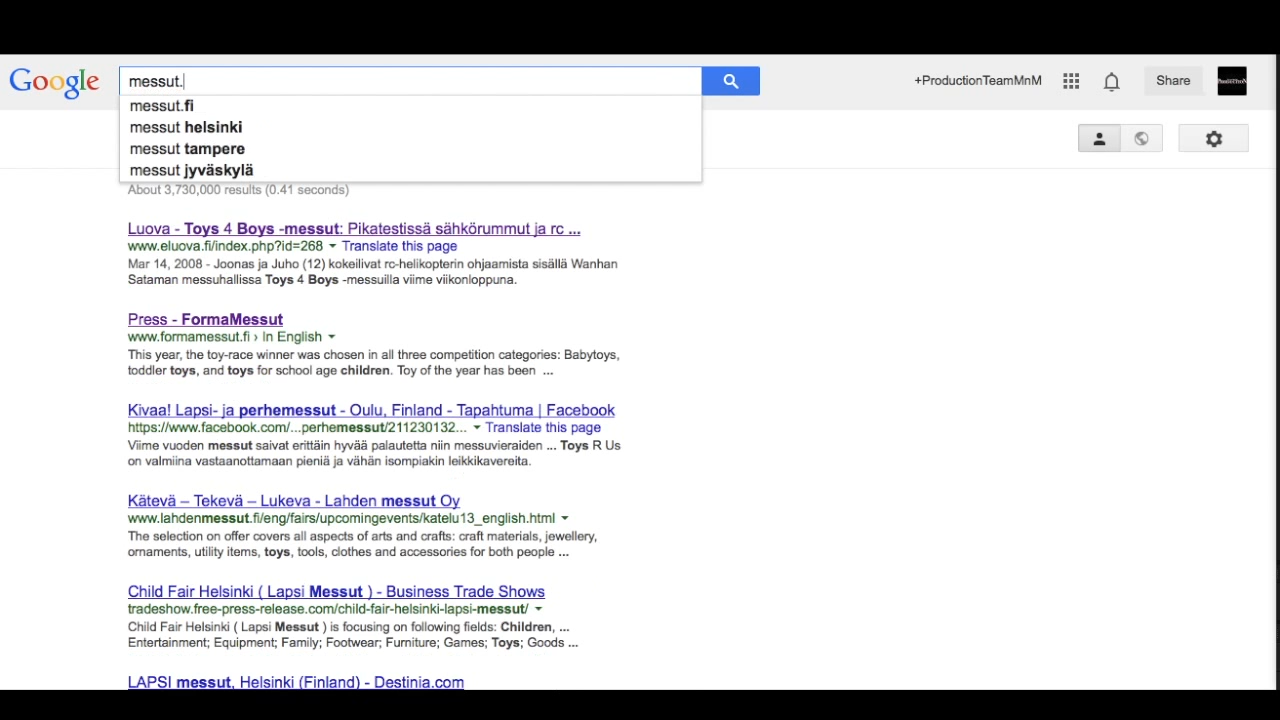 Google
messut.
+ProductionTeamMnM
Share
messut.fi
messut helsinki
messut tampere
messut jyväskylä
About 3,730,000 results (0.41 seconds)
Luova - Toys 4 Boys -messut: Pikatestissä sähkörummut ja rc ...
www.eluova.fi/index.php?id=268 Translate this page
Mar 14, 2008 - Joonas ja Juho (12) kokeilivat rc-helikopterin ohjaamista sisällä Wanhan
Sataman messuhallissa Toys 4 Boys -messuilla viime viikonloppuna.
Press - FormaMessut
www.formamessut.fi › In English
This year, the toy-race winner was chosen in all three competition categories: Babytoys,
toddler toys, and toys for school age children. Toy of the year has been ...
Kivaa! Lapsi- ja perhemessut - Oulu, Finland - Tapahtuma | Facebook
https://www.facebook.com/...perhemessut/211230132... Translate this page
Viime vuoden messut saivat erittäin hyvää palautetta niin messuvieraiden ... Toys R Us
on valmiina vastaanottamaan pieniä ja vähän isompiakin leikkikavereita.
Kätevä – Tekevä – Lukeva - Lahden messut Oy
www.lahdenmessut.fi/eng/fairs/upcomingevents/katelu13_english.html
The selection on offer covers all aspects of arts and crafts: craft materials, jewellery,
ornaments, utility items, toys, tools, clothes and accessories for both people ...
Child Fair Helsinki ( Lapsi Messut ) - Business Trade Shows
tradeshow.free-press-release.com/child-fair-helsinki-lapsi-messut/
Child Fair Helsinki ( Lapsi Messut ) is focusing on following fields: Children, ...
Entertainment; Equipment; Family; Footwear; Furniture; Games; Toys; Goods ...
LAPSI messut, Helsinki (Finland) - Destinia.com